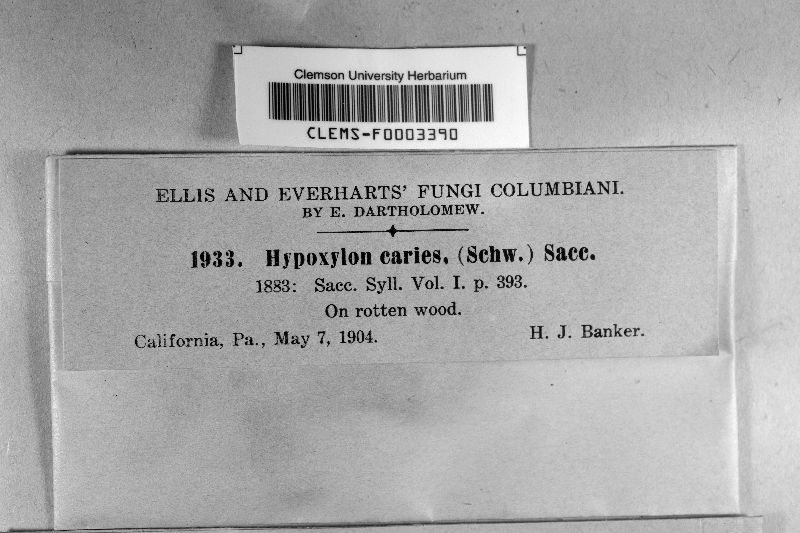 Clemson University Herbarium
CLEMS-F0003390
ELLIS AND EVERHARTS' FUNGI COLUMBIANI.
BY E. DARTHOLOMEW.
1933. Hypoxylon caries, (Schw.) Sacc.
1883: Sacc. Syll. Vol. I. p. 393.
On rotten wood.
California, Pa., May 7, 1904. H. J. Banker.